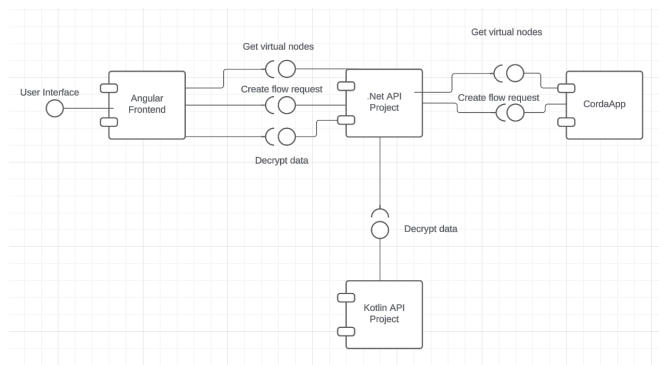 Get virtual nodes
Get virtual nodes
User Interface
Angular
Frontend
Create flow request
.Net API
Project
Create flow request
CordaApp
Decrypt data
Decrypt data
Kotlin API
Project